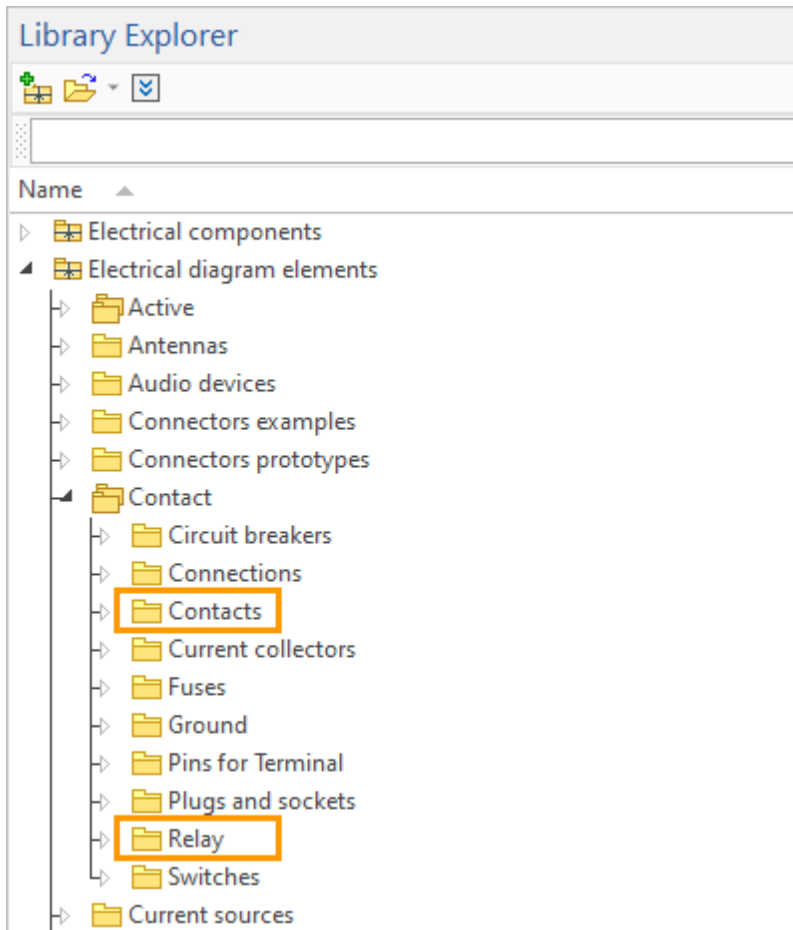 Library Explorer
Name
Electrical components
Electrical diagram elements
Active
Antennas
Audio devices
Connectors examples
Connectors prototypes
Contact
Circuit breakers
Connections
Contacts
Current collectors
Fuses
Ground
Pins for Terminal
Plugs and sockets
Relay
Switches
Current sources